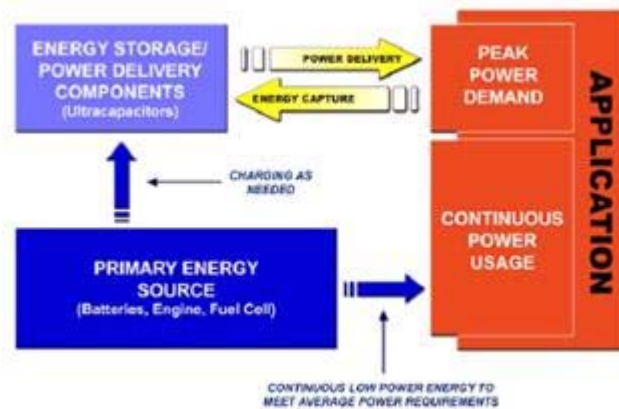 ENERGY STORAGE/
POWER DELIVERY
COMPONENTS
(Ultracapacitors)
POWER DELIVERY
ENERGY CAPTURE
PEAK
POWER
DEMAND
APPLICATION
CHARGING AS
NEEDED
CONTINUOUS
POWER
USAGE
PRIMARY ENERGY
SOURCE
(Batteries, Engine, Fuel Cell)
CONTINUOUS LOW POWER ENERGY TO
MEET AVERAGE POWER REQUIREMENTS